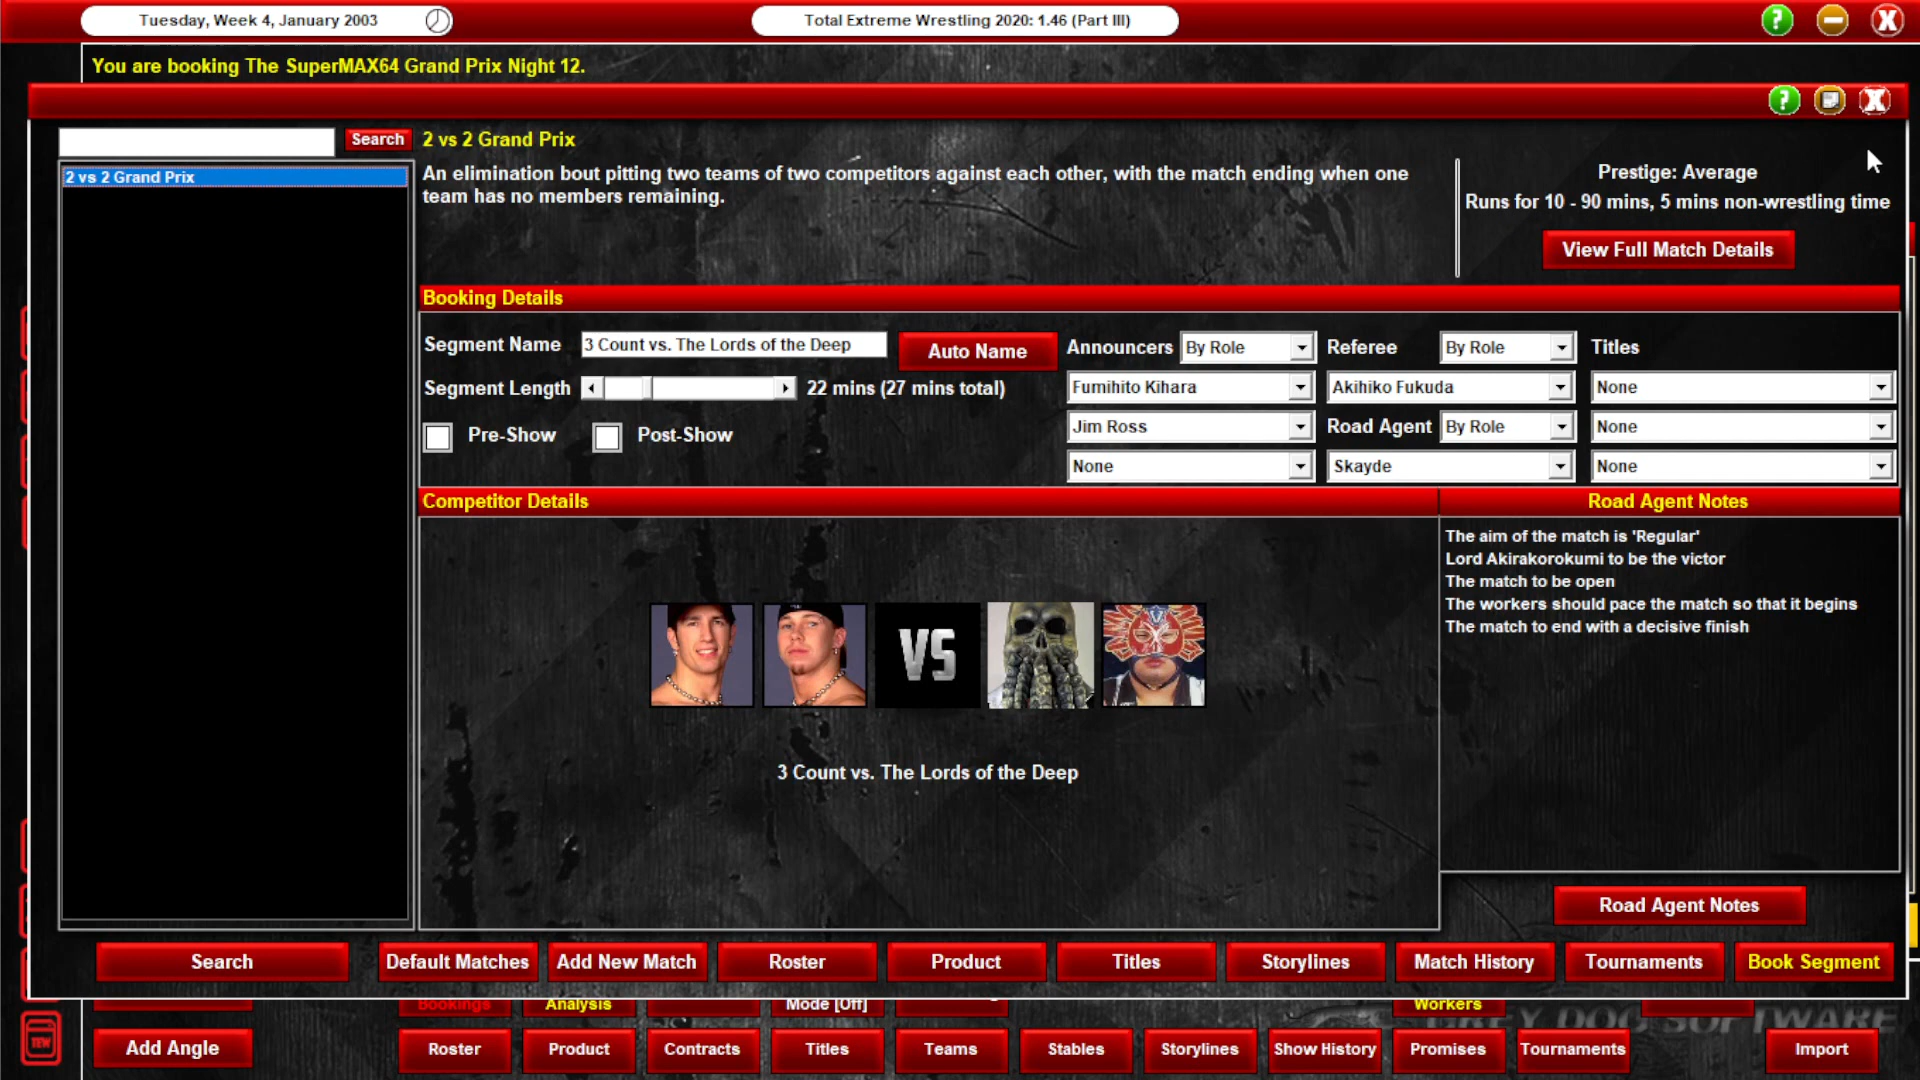 Tuesday, Week 4, January 2003
Total Extreme Wrestling 2020: 1.46 (Part III)
You are booking The SuperMAX64 Grand Prix Night 12.
Search
2 vs 2 Grand Prix
2 vs 2 Grand Prix
An elimination bout pitting two teams of two competitors against each other, with the match ending when one
team has no members remaining.
Prestige: Average
Runs for 10 - 90 mins, 5 mins non-wrestling time
View Full Match Details
Booking Details
Segment Name
3 Count vs. The Lords of the Deep
Auto Name
Announcers
By Role
Referee
By Role
Titles
Segment Length
22 mins (27 mins total)
Fumihito Kihara
Akihiko Fukuda
None
Pre-Show
Post-Show
Jim Ross
Road Agent
By Role
None
None
Skayde
None
Competitor Details
Road Agent Notes
The aim of the match is 'Regular'
Lord Akirakorokumi to be the victor
The match to be open
The workers should pace the match so that it begins
The match to end with a decisive finish
VS
3 Count vs. The Lords of the Deep
Road Agent Notes
Search
Default Matches
Add New Match
Roster
Product
Titles
Storylines
Match History
Tournaments
Book Segment
Bookings
Analysis
Mode [Off]
Workers
GREY DOG SOFTWARE
TEW
Add Angle
Roster
Product
Contracts
Titles
Teams
Stables
Storylines
Show History
Promises
Tournaments
Import